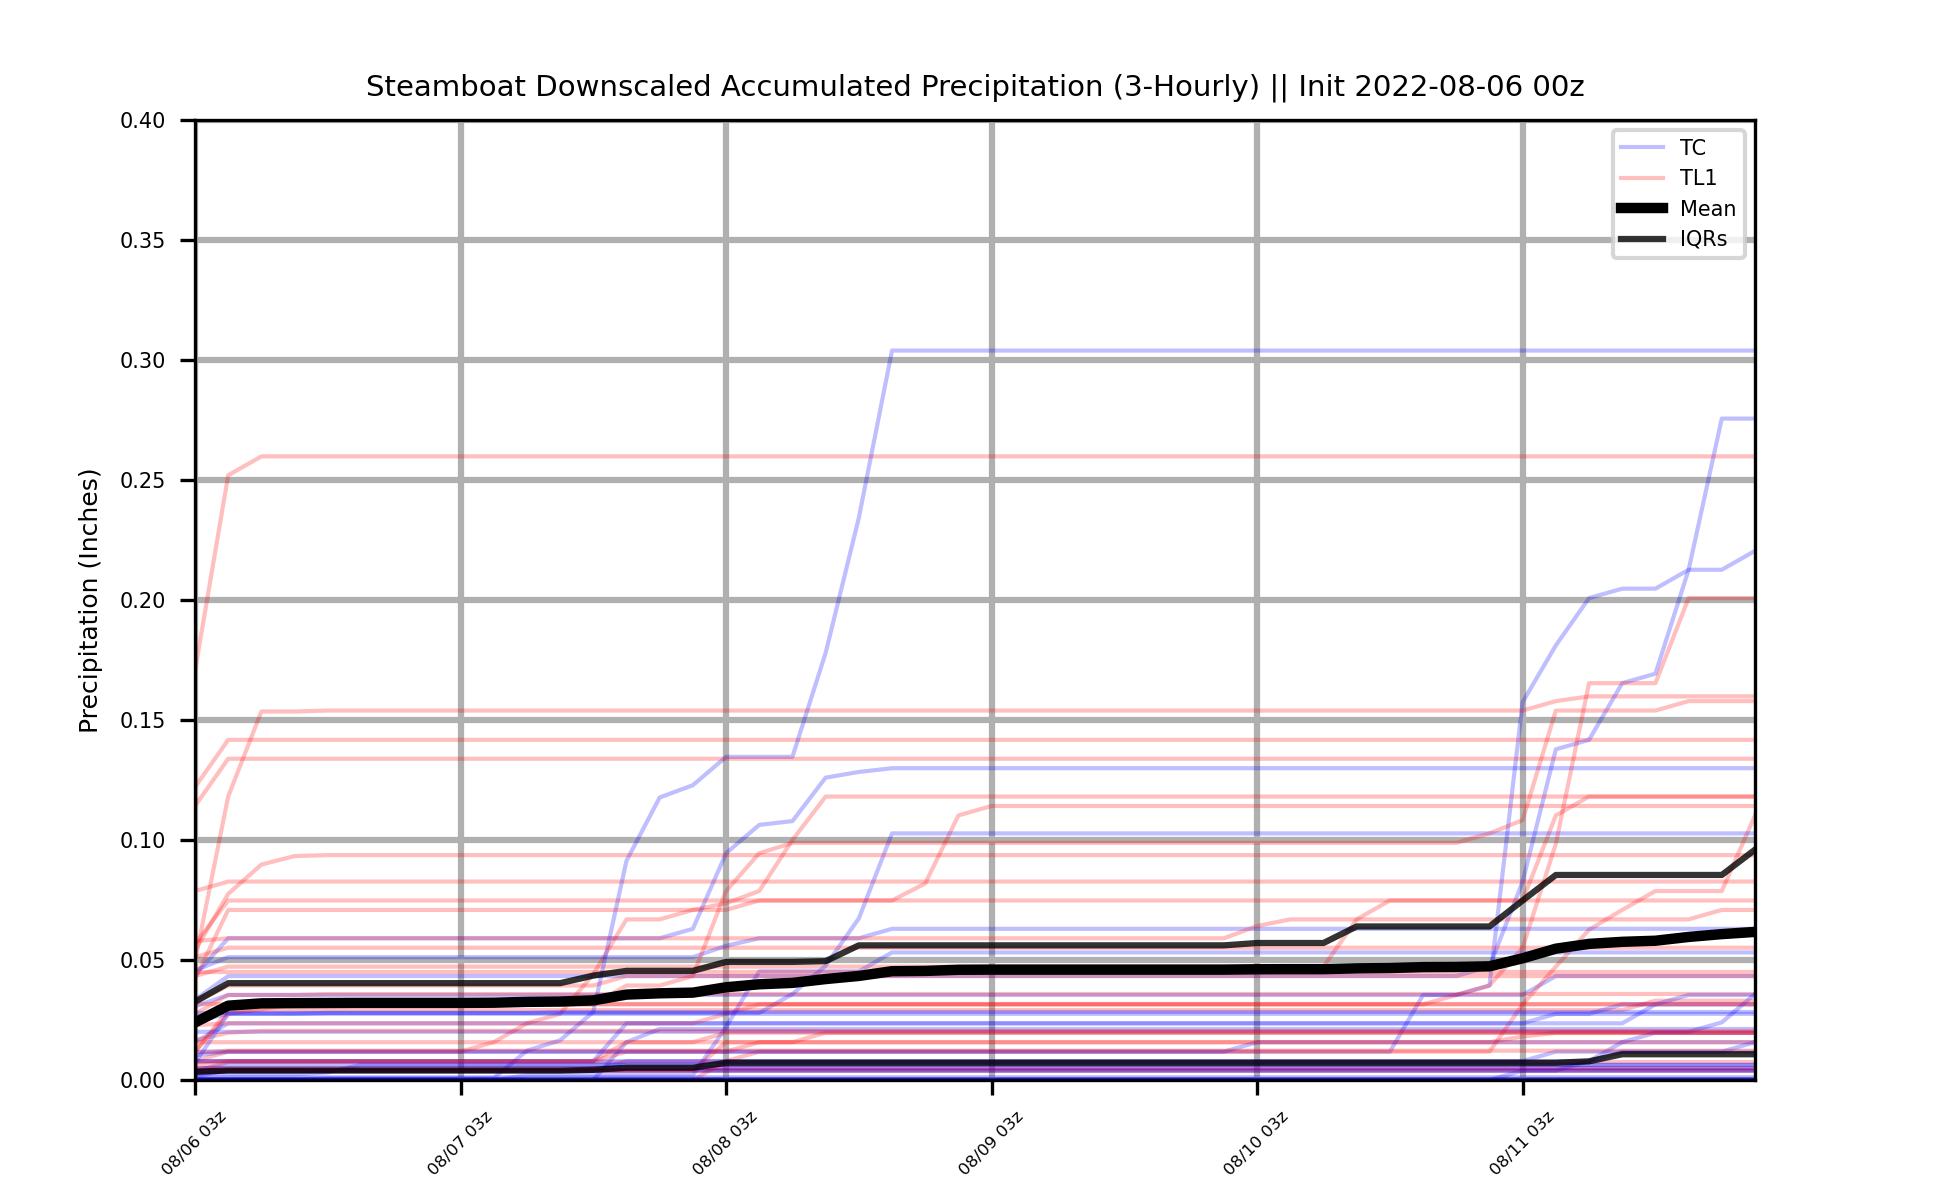 Steamboat Downscaled Accumulated Precipitation (3-Hourly) || Init 2022-08-06 00z
TC
TL1
Mean
IQRs
Precipitation (Inches)
0.40
0.35
0.30
0.25
0.20
0.15
0.10
0.05
0.00
08/06 03z
08/07 03z
08/08 03z
08/09 03z
08/10 03z
08/11 03z